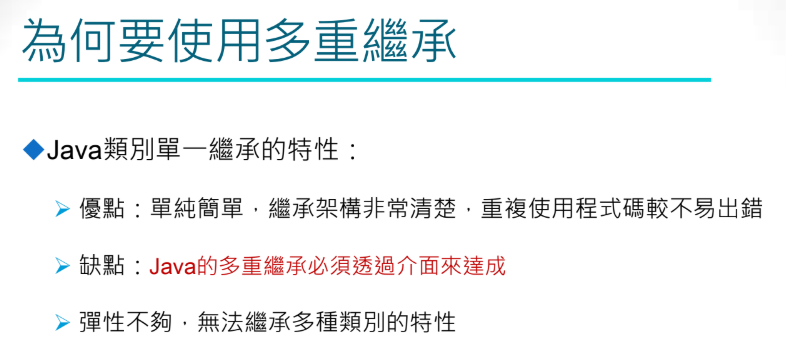 為何要使用多重繼承
◆Java類別單一繼承的特性：
➢ 優點：單純簡單，繼承架構非常清楚，重複使用程式碼較不易出錯
➢ 缺點：Java的多重繼承必須透過介面來達成
➢ 彈性不夠，無法繼承多種類別的特性